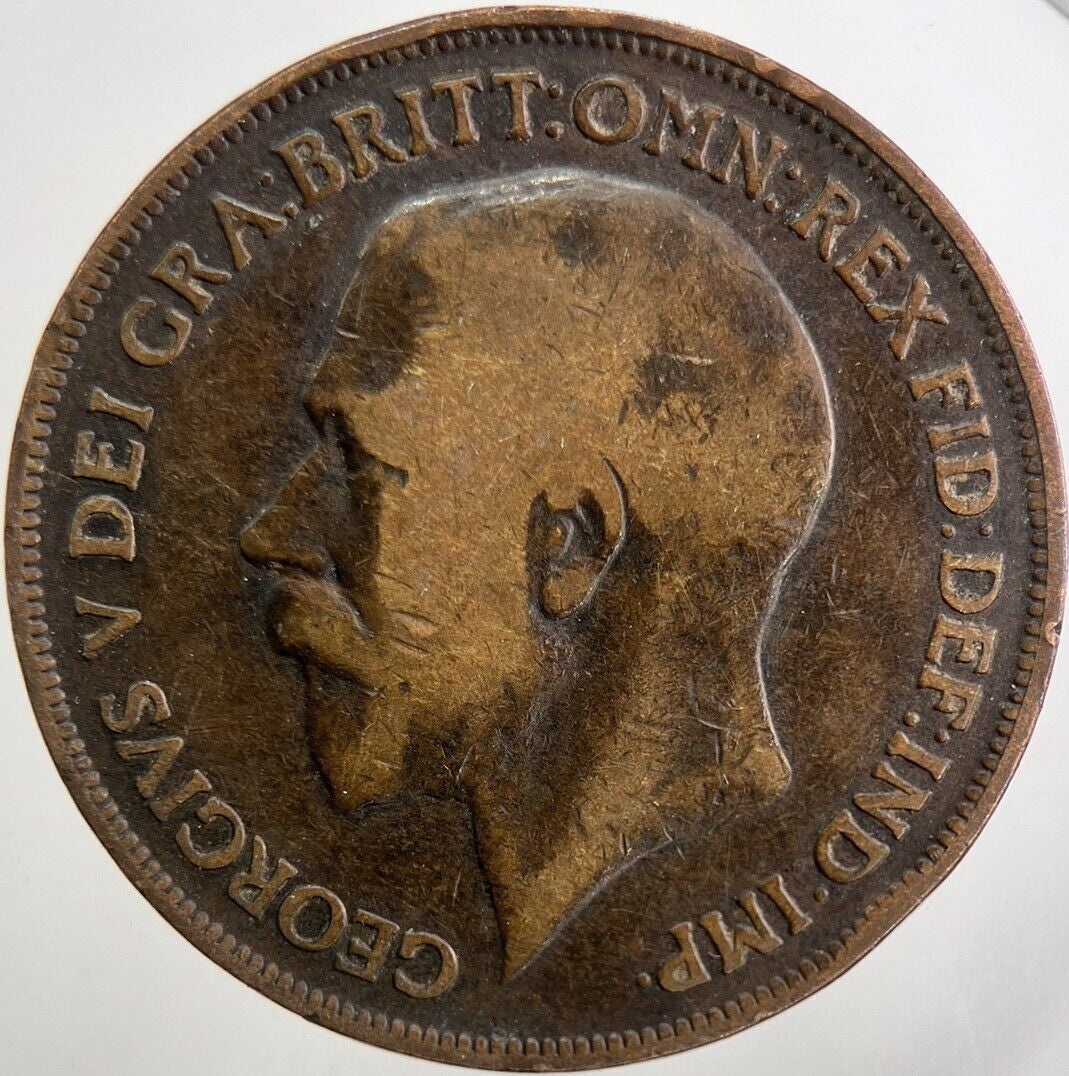 GEORGIVS V DEI GRA: BRITT: OMN: REX FID: DEF: IND: IMP.